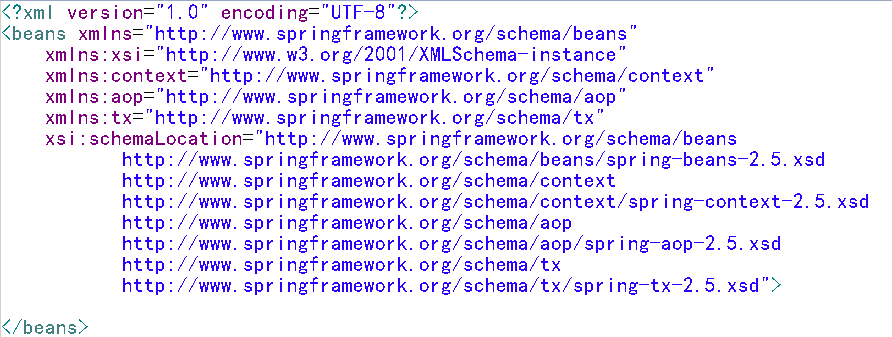 <?xml version="1.0" encoding="UTF-8"?>
<beans xmlns="http://www.springframework.org/schema/beans"
    xmlns:xsi="http://www.w3.org/2001/XMLSchema-instance"
    xmlns:context="http://www.springframework.org/schema/context"
    xmlns:aop="http://www.springframework.org/schema/aop"
    xmlns:tx="http://www.springframework.org/schema/tx"
    xsi:schemaLocation="http://www.springframework.org/schema/beans
           http://www.springframework.org/schema/beans/spring-beans-2.5.xsd
           http://www.springframework.org/schema/context
           http://www.springframework.org/schema/context/spring-context-2.5.xsd
           http://www.springframework.org/schema/aop
           http://www.springframework.org/schema/aop/spring-aop-2.5.xsd
           http://www.springframework.org/schema/tx
           http://www.springframework.org/schema/tx/spring-tx-2.5.xsd">
</beans>